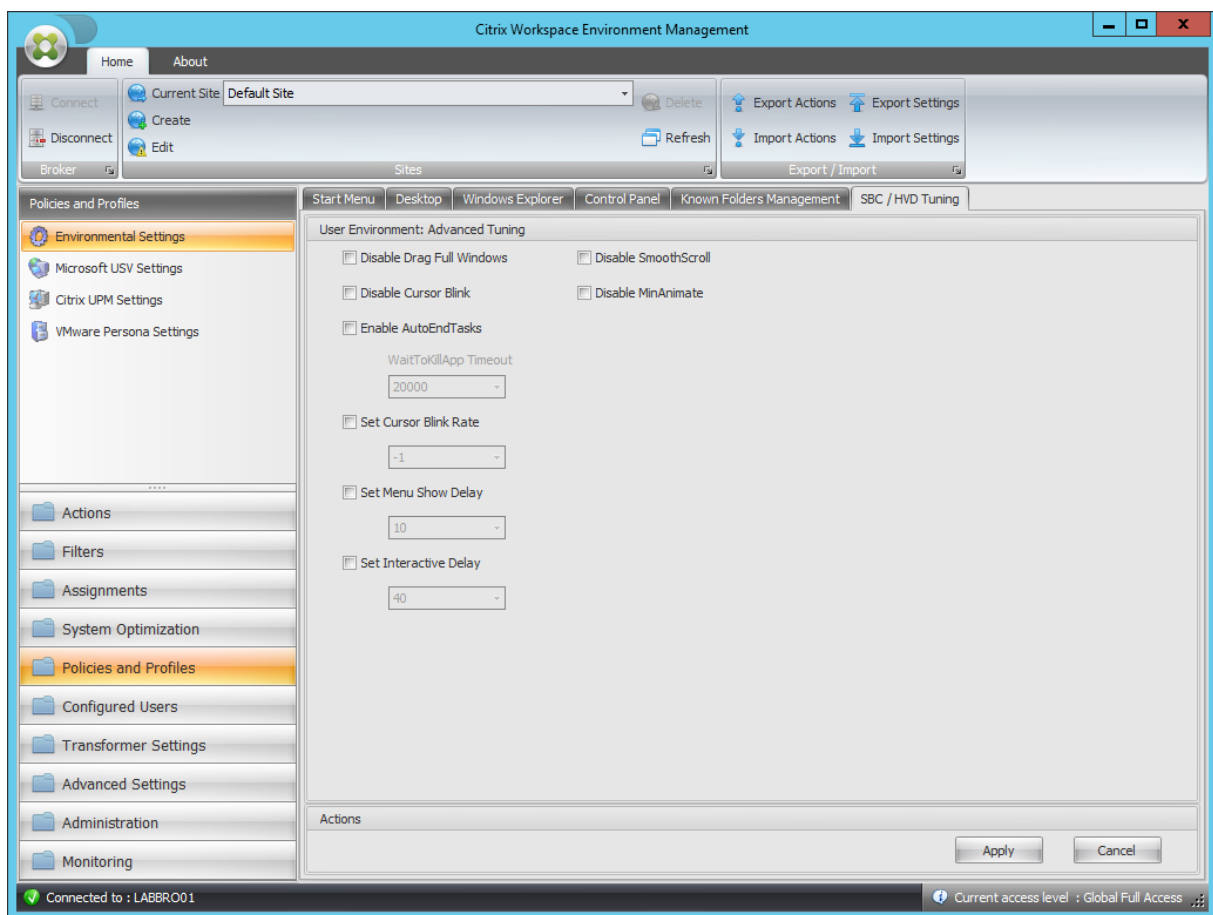 Citrix Workspace Environment Management
Home About
Connect
Disconnect
Broker
Current Site Default Site
Create
Edit
Delete
Refresh
Sites
Export Actions Export Settings
Import Actions Import Settings
Export / Import
Policies and Profiles
Environmental Settings
Microsoft USV Settings
Citrix UPM Settings
VMware Persona Settings
Actions
Filters
Assignments
System Optimization
Policies and Profiles
Configured Users
Transformer Settings
Advanced Settings
Administration
Monitoring
Start Menu Desktop Windows Explorer Control Panel Known Folders Management SBC / HVD Tuning
User Environment: Advanced Tuning
Disable Drag Full Windows Disable SmoothScroll
Disable Cursor Blink Disable MinAnimate
Enable AutoEndTasks
WaitToKillApp Timeout
20000
Set Cursor Blink Rate
-1
Set Menu Show Delay
10
Set Interactive Delay
40
Actions
Apply Cancel
Connected to : LABBRO01
Current access level : Global Full Access